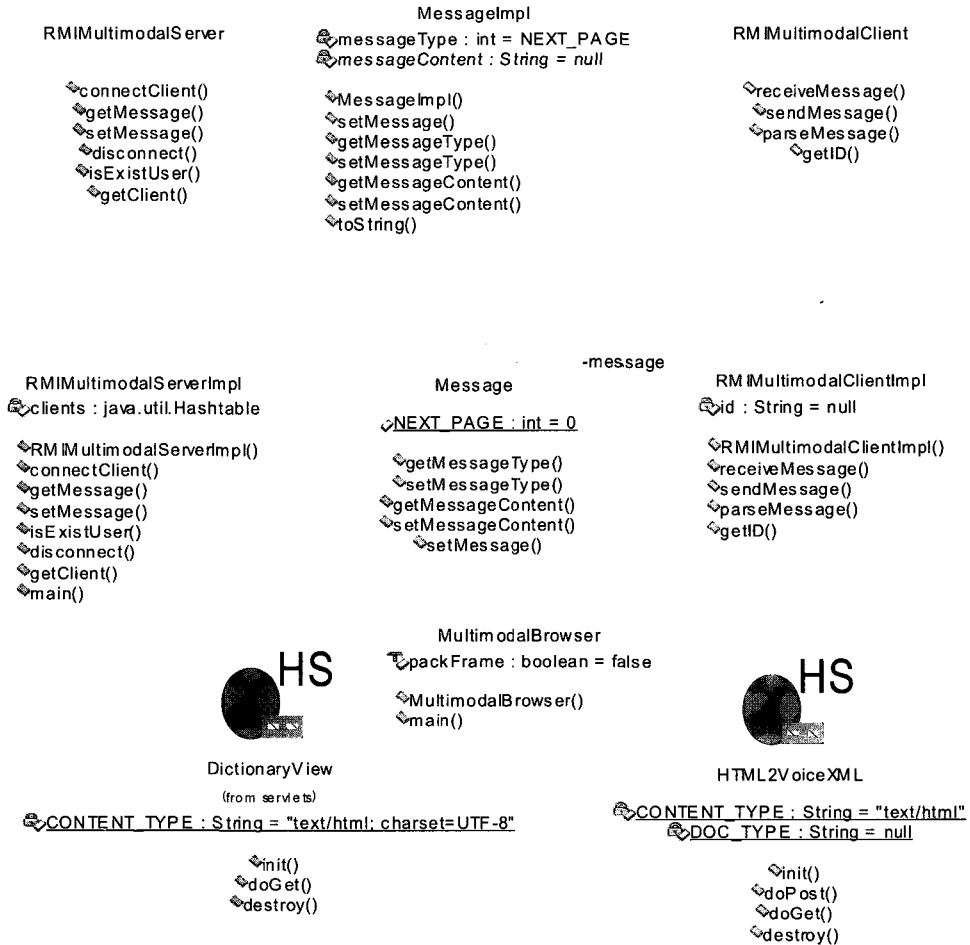 RMIMultimodalServer
connectClient()
getMessage()
setMessage()
disconnect()
isExistUser()
getClient()
MessageImpl
messageType : int = NEXT_PAGE
messageContent : String = null
MessageImpl()
setMessage()
getMessageType()
setMessageType()
getMessageContent()
setMessageContent()
toString()
RMIMultimodalClient
receiveMessage()
sendMessage()
parseMessage()
getID()
-message
RMIMultimodalServerImpl
clients : java.util.Hashtable
RMIMultimodalServerImpl()
connectClient()
getMessage()
setMessage()
isExistUser()
disconnect()
getClient()
main()
Message
NEXT_PAGE : int = 0
getMessageType()
setMessageType()
getMessageContent()
setMessageContent()
setMessage()
RMIMultimodalClientImpl
id : String = null
RMIMultimodalClientImpl()
receiveMessage()
sendMessage()
parseMessage()
getID()
MultimodalBrowser
packFrame : boolean = false
MultimodalBrowser()
main()
HS
DictionaryView
(from servlets)
CONTENT_TYPE : String = "text/html; charset=UTF-8"
init()
doGet()
destroy()
HS
HTML2VoiceXML
CONTENT_TYPE : String = "text/html"
DOC_TYPE : String = null
init()
doPost()
doGet()
destroy()